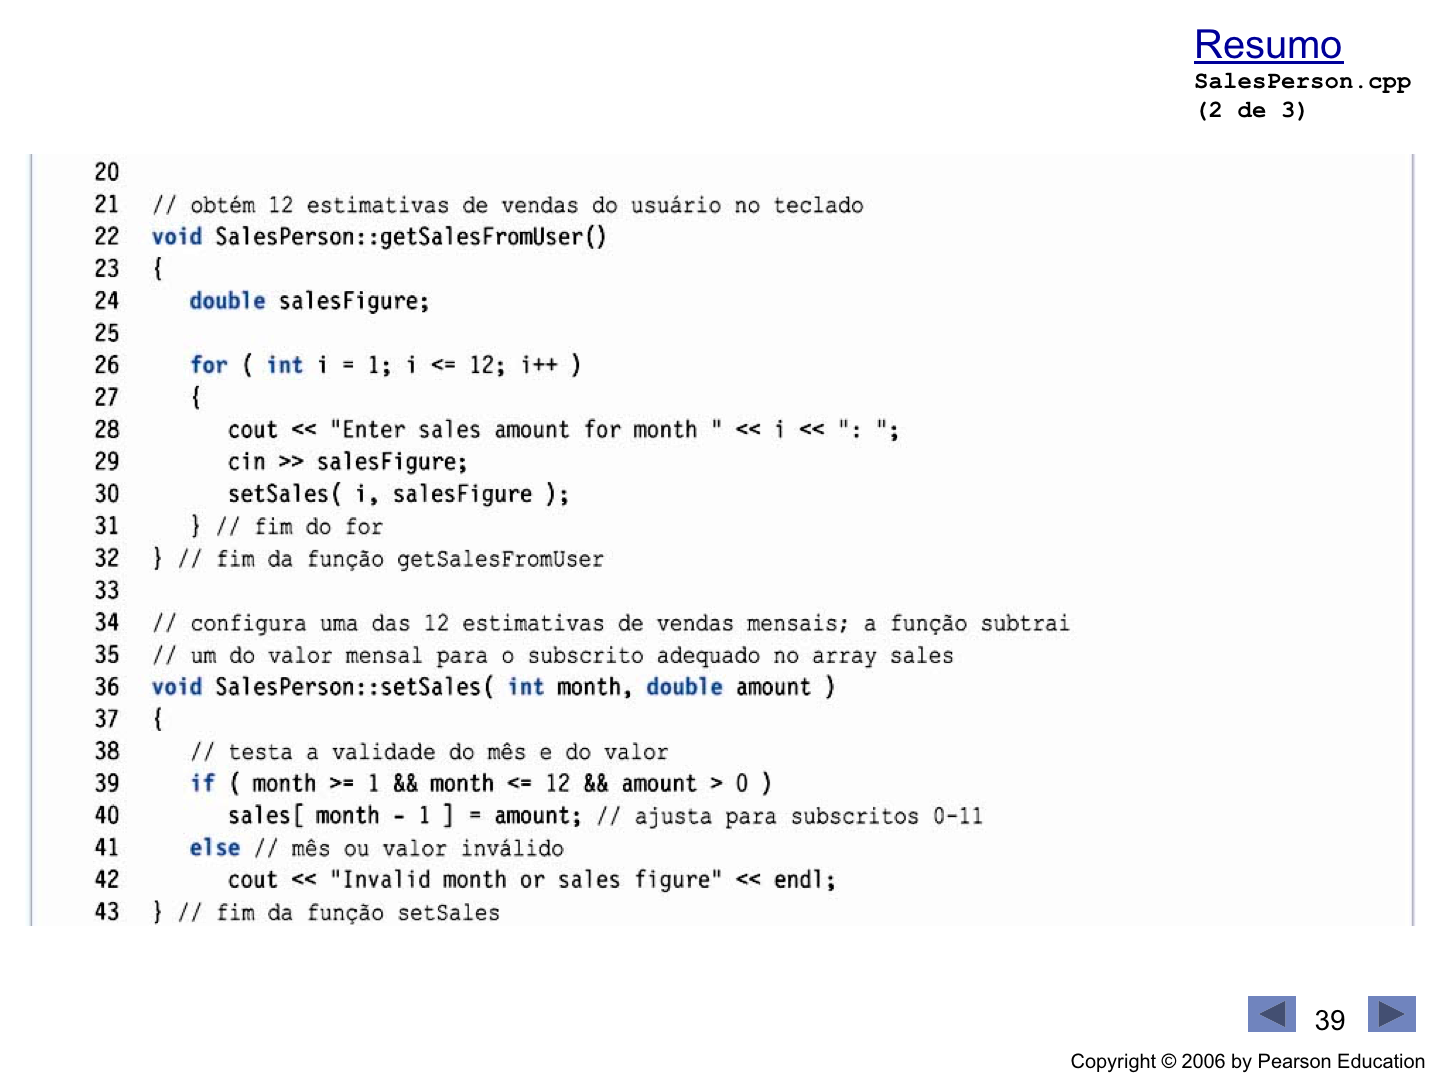 Resumo
SalesPerson.cpp
(2 de 3)
20
21 // obtém 12 estimativas de vendas do usuário no teclado
22 void SalesPerson::getSalesFromUser()
23 {
24    double salesFigure;
25
26    for ( int i = 1; i <= 12; i++ )
27    {
28       cout << "Enter sales amount for month " << i << ": ";
29       cin >> salesFigure;
30       setSales( i, salesFigure );
31    } // fim do for
32 } // fim da função getSalesFromUser
33
34 // configura uma das 12 estimativas de vendas mensais; a função subtrai
35 // um do valor mensal para o subscrito adequado no array sales
36 void SalesPerson::setSales( int month, double amount )
37 {
38    // testa a validade do mês e do valor
39    if ( month >= 1 && month <= 12 && amount > 0 )
40       sales[ month - 1 ] = amount; // ajusta para subscritos 0-11
41    else // mês ou valor inválido
42       cout << "Invalid month or sales figure" << endl;
43 } // fim da função setSales
39
Copyright © 2006 by Pearson Education